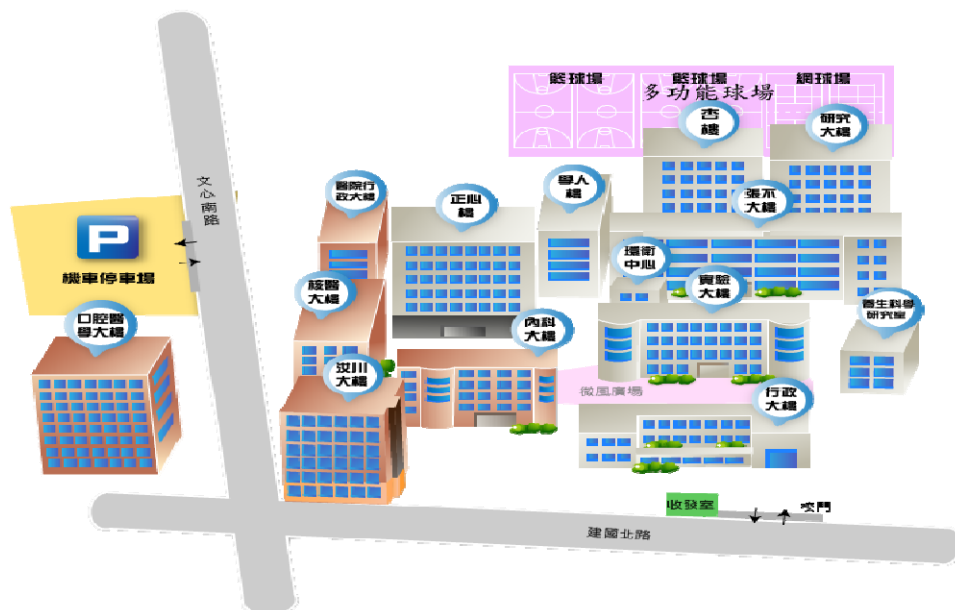 籃球場
籃球場
網球場
多功能球場
杏
樓
研究
大樓
學人
樓
張不
大樓
醫院行
政大樓
正心
樓
文心南路
P
機車停車場
環衛
中心
實驗
大樓
核醫
大樓
養生科學
研究室
口腔醫
學大樓
內科
大樓
汝川
大樓
微風廣場
行政
大樓
收發室
校門
建國北路